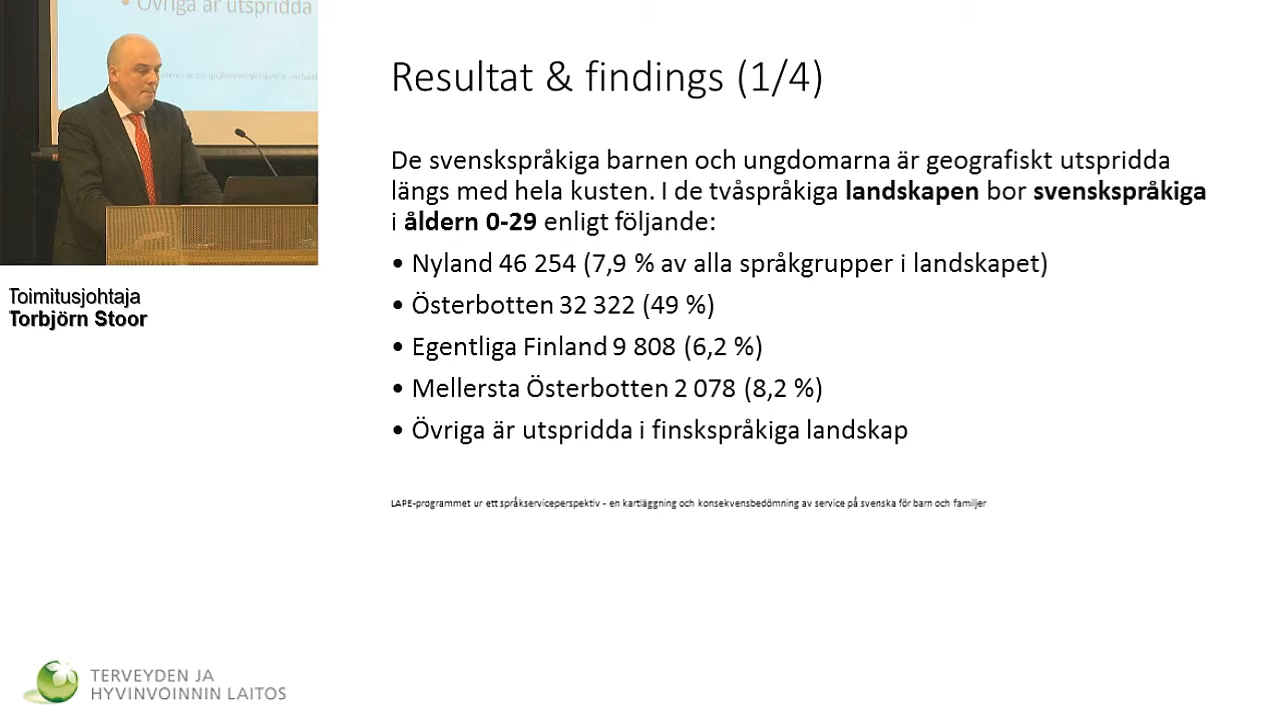 • Övriga är utspridda
Resultat & findings (1/4)
De svenskspråkiga barnen och ungdomarna är geografiskt utspridda
längs med hela kusten. I de tvåspråkiga landskapen bor svenskspråkiga
i åldern 0-29 enligt följande:
• Nyland 46 254 (7,9 % av alla språkgrupper i landskapet)
• Österbotten 32 322 (49 %)
• Egentliga Finland 9 808 (6,2 %)
• Mellersta Österbotten 2 078 (8,2 %)
• Övriga är utspridda i finskspråkiga landskap
LAPE-programmet ur ett språkserviceperspektiv - en kartläggning och konsekvensbedömning av service på svenska för barn och familjer
Toimitusjohtaja
Torbjörn Stoor
TERVEYDEN JA
HYVINVOINNIN LAITOS